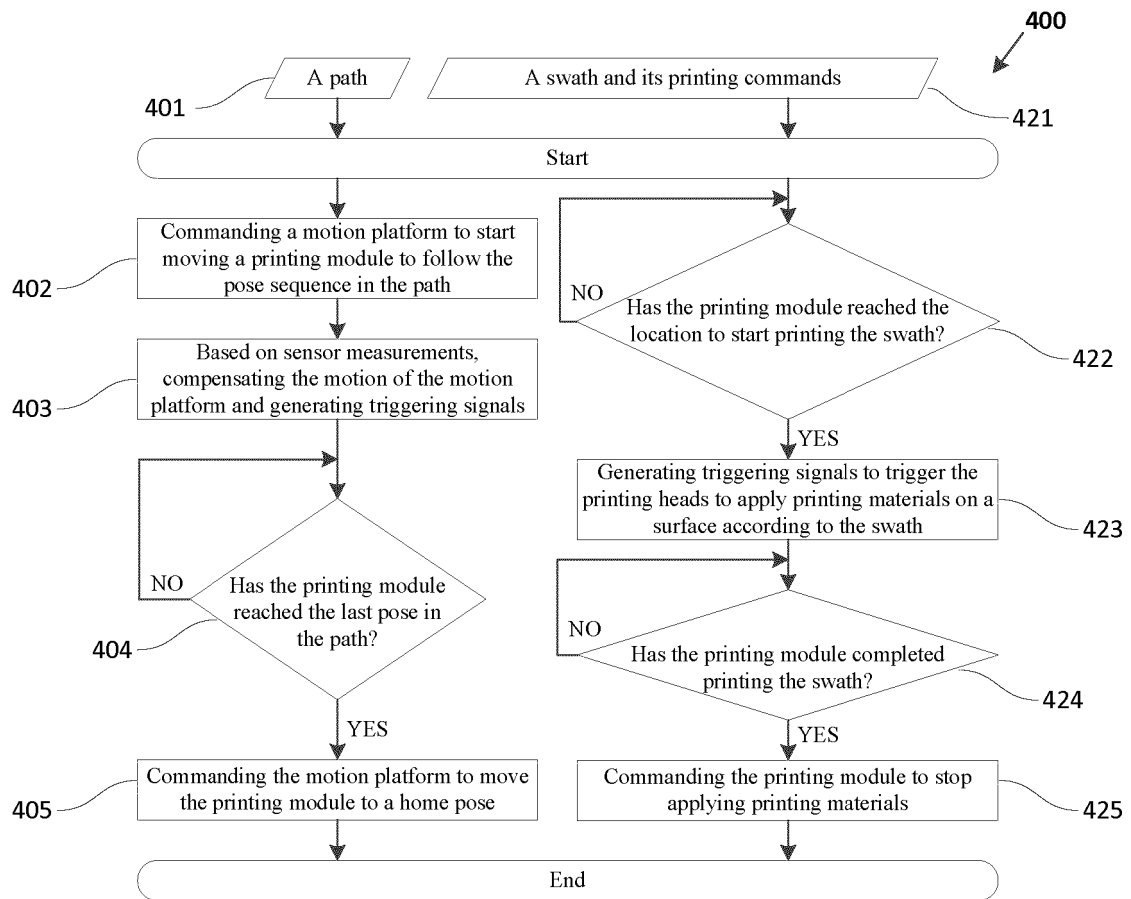 400
A path
A swath and its printing commands
401
421
Start
Commanding a motion platform to start
moving a printing module to follow the
pose sequence in the path
402
Based on sensor measurements,
compensating the motion of the motion
platform and generating triggering signals
403
NO
Has the printing module
reached the last pose in
the path?
404
YES
Commanding the motion platform to move
the printing module to a home pose
405
NO
Has the printing module reached the
location to start printing the swath?
422
YES
Generating triggering signals to trigger the
printing heads to apply printing materials on a
surface according to the swath
423
NO
Has the printing module completed
printing the swath?
424
YES
Commanding the printing module to stop
applying printing materials
425
End